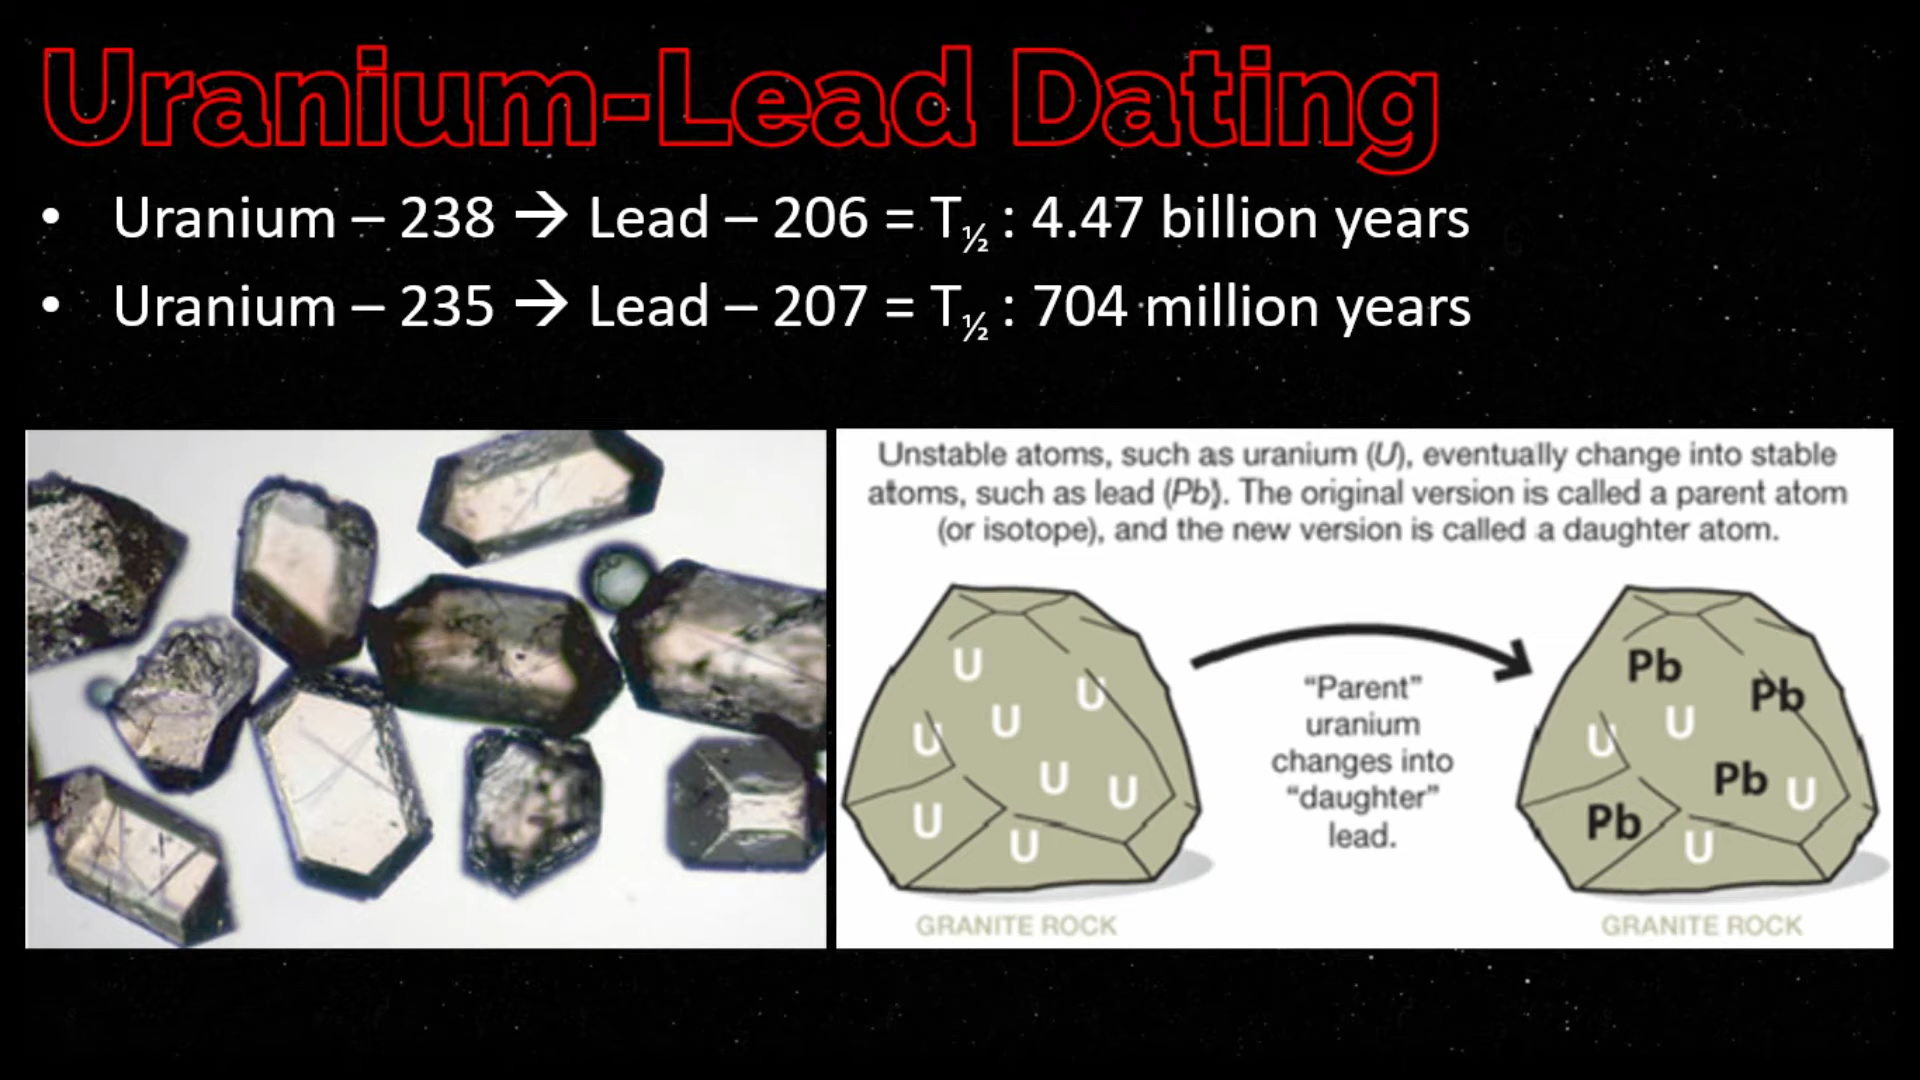 Uranium-Lead Dating
• Uranium – 238 → Lead – 206 = T½ : 4.47 billion years
• Uranium – 235 → Lead – 207 = T½ : 704 million years
Unstable atoms, such as uranium (U), eventually change into stable
atoms, such as lead (Pb). The original version is called a parent atom
(or isotope), and the new version is called a daughter atom.
U
U
U
U
U
U
U
U
GRANITE ROCK
“Parent”
uranium
changes into
“daughter”
lead.
Pb
Pb
U
U
Pb
U
Pb
U
GRANITE ROCK